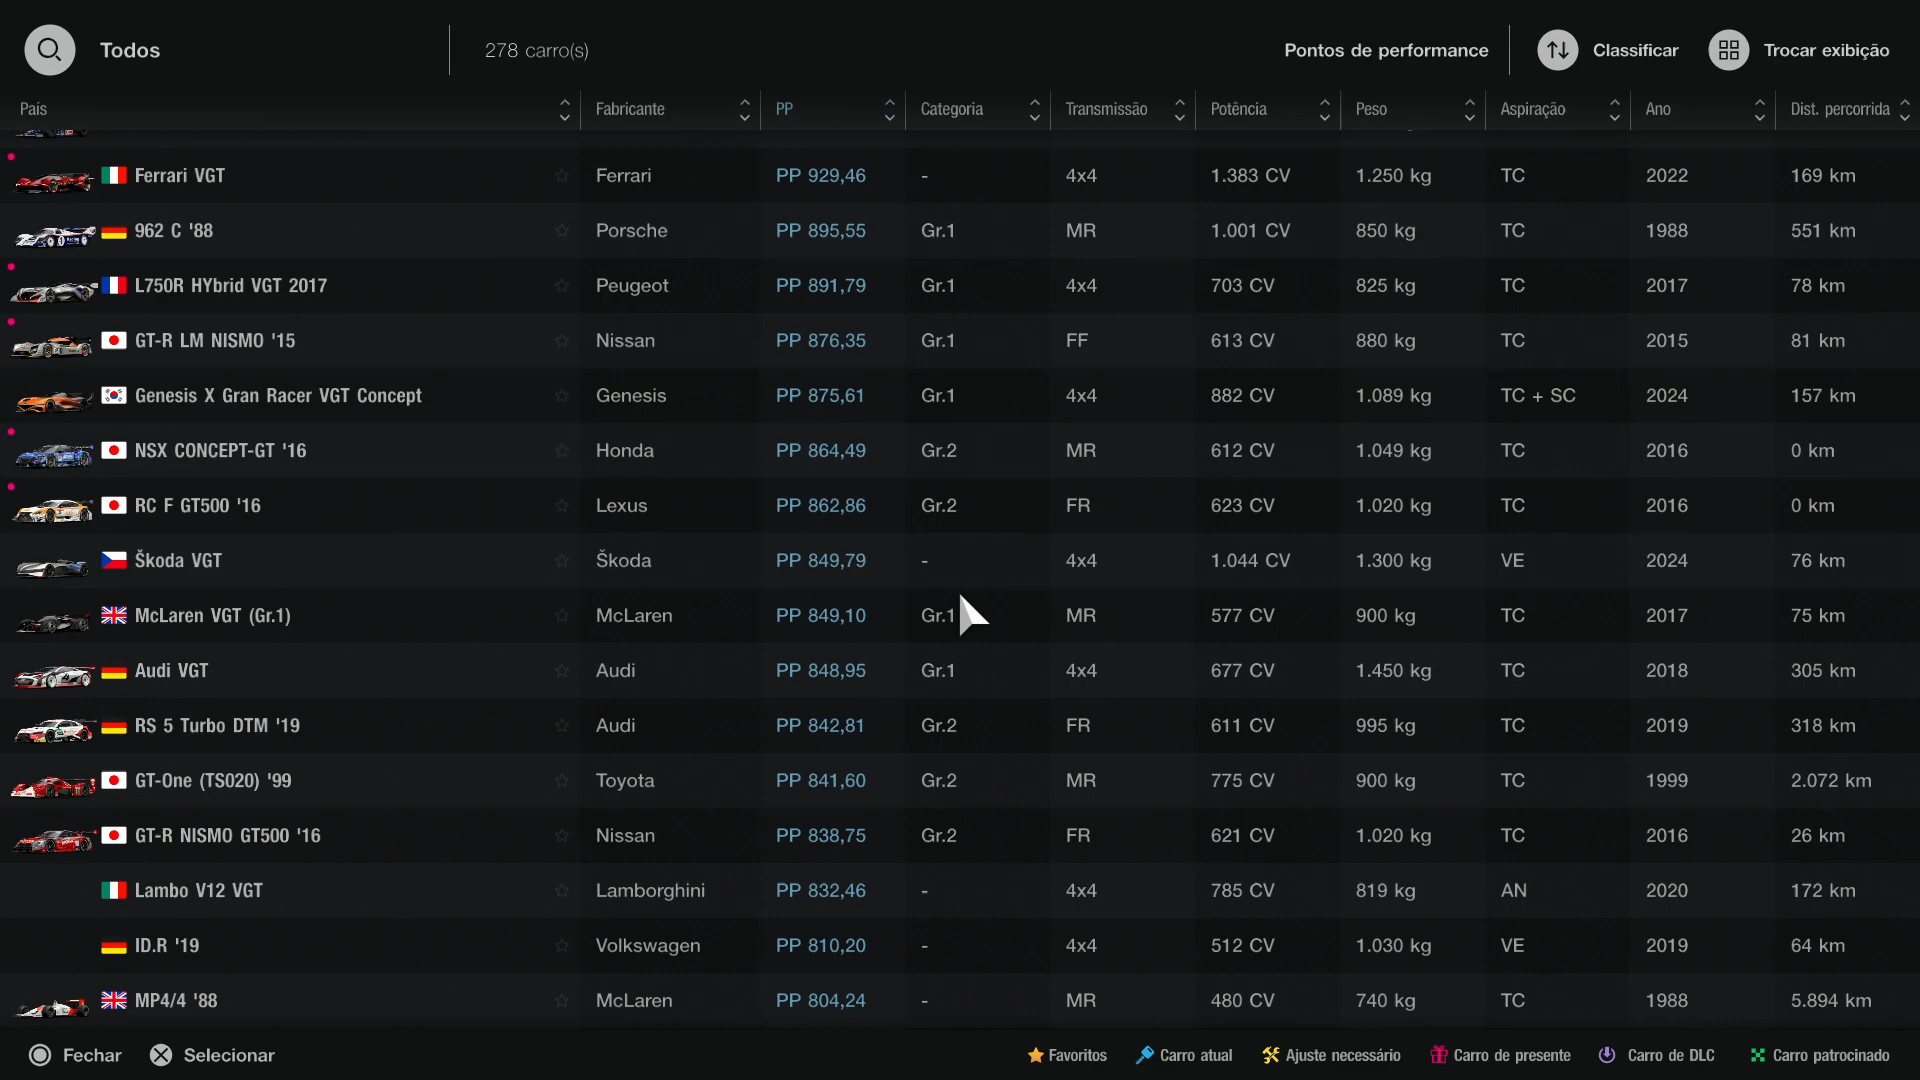 Todos
278 carro(s)
Pontos de performance
Classificar
Trocar exibição
País Fabricante PP Categoria Transmissão Potência Peso Aspiração Ano Dist. percorrida
Ferrari VGT Ferrari PP 929,46 - 4x4 1.383 CV 1.250 kg TC 2022 169 km
962 C '88 Porsche PP 895,55 Gr.1 MR 1.001 CV 850 kg TC 1988 551 km
L750R HYbrid VGT 2017 Peugeot PP 891,79 Gr.1 4x4 703 CV 825 kg TC 2017 78 km
GT-R LM NISMO '15 Nissan PP 876,35 Gr.1 FF 613 CV 880 kg TC 2015 81 km
Genesis X Gran Racer VGT Concept Genesis PP 875,61 Gr.1 4x4 882 CV 1.089 kg TC + SC 2024 157 km
NSX CONCEPT-GT '16 Honda PP 864,49 Gr.2 MR 612 CV 1.049 kg TC 2016 0 km
RC F GT500 '16 Lexus PP 862,86 Gr.2 FR 623 CV 1.020 kg TC 2016 0 km
Škoda VGT Škoda PP 849,79 - 4x4 1.044 CV 1.300 kg VE 2024 76 km
McLaren VGT (Gr.1) McLaren PP 849,10 Gr.1 MR 577 CV 900 kg TC 2017 75 km
Audi VGT Audi PP 848,95 Gr.1 4x4 677 CV 1.450 kg TC 2018 305 km
RS 5 Turbo DTM '19 Audi PP 842,81 Gr.2 FR 611 CV 995 kg TC 2019 318 km
GT-One (TS020) '99 Toyota PP 841,60 Gr.2 MR 775 CV 900 kg TC 1999 2.072 km
GT-R NISMO GT500 '16 Nissan PP 838,75 Gr.2 FR 621 CV 1.020 kg TC 2016 26 km
Lambo V12 VGT Lamborghini PP 832,46 - 4x4 785 CV 819 kg AN 2020 172 km
ID.R '19 Volkswagen PP 810,20 - 4x4 512 CV 1.030 kg VE 2019 64 km
MP4/4 '88 McLaren PP 804,24 - MR 480 CV 740 kg TC 1988 5.894 km
Fechar Selecionar Favoritos Carro atual Ajuste necessário Carro de presente Carro de DLC Carro patrocinado